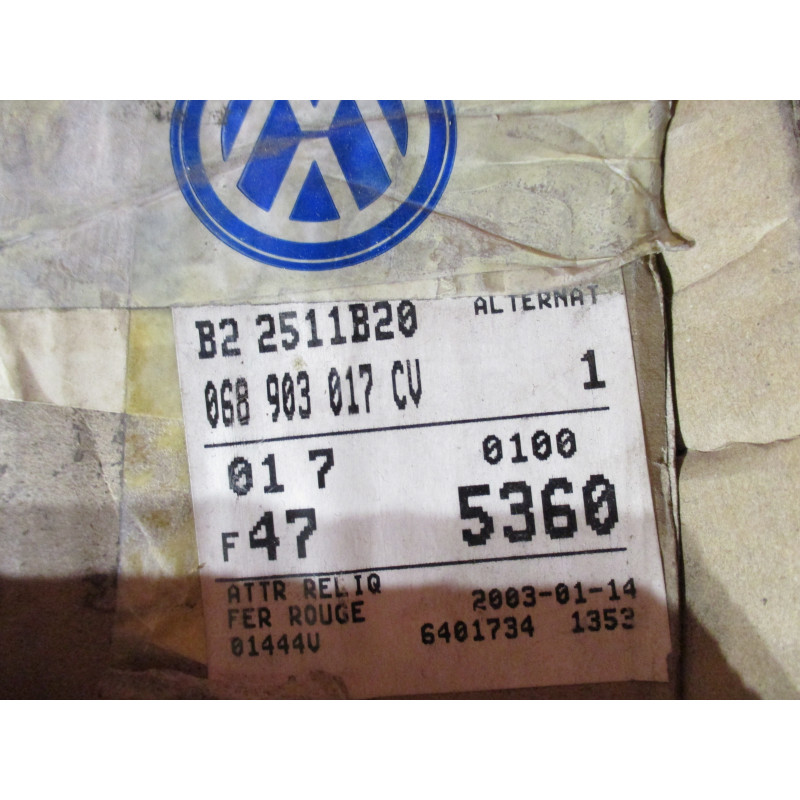 B2 2511B20 ALTERNAT
068 903 017 CV 1
01 7 0100
F47 5360
ATTR RELIQ
FER ROUGE 2003-01-14
01444V 6401734 1353